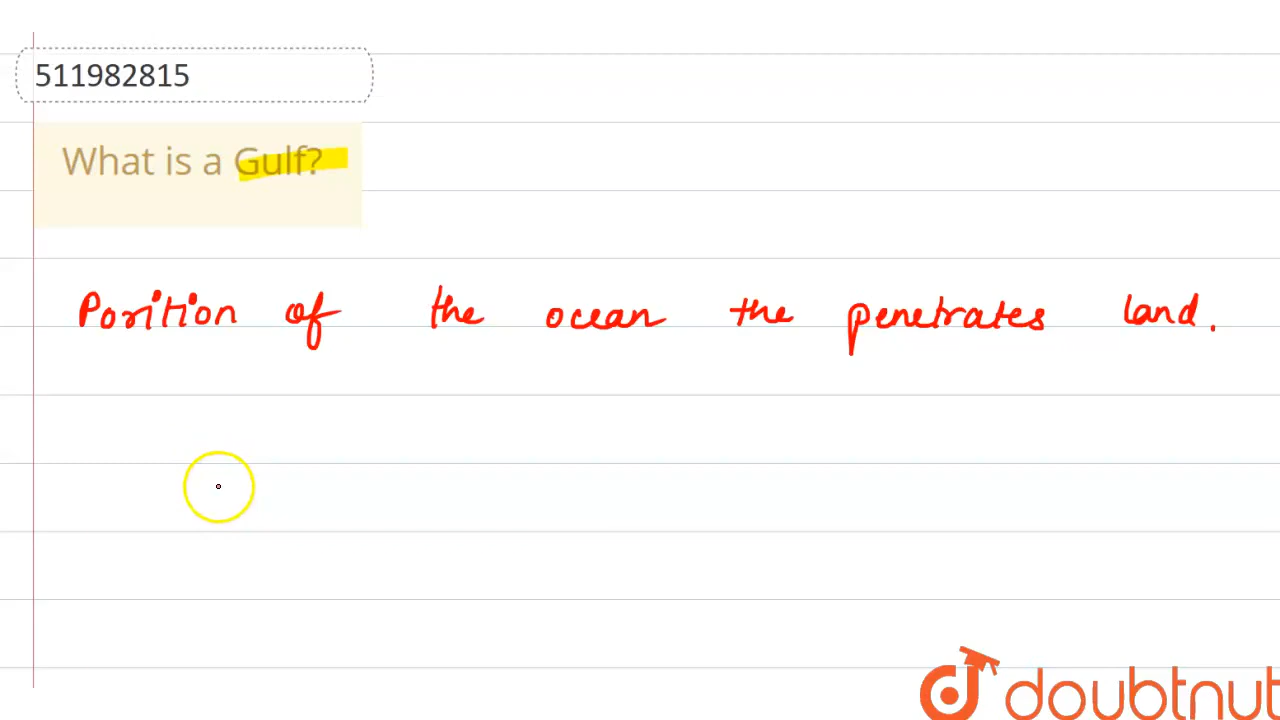 511982815
What is a Gulf?
Porition of the ocean the penetrates land.
doubtnut